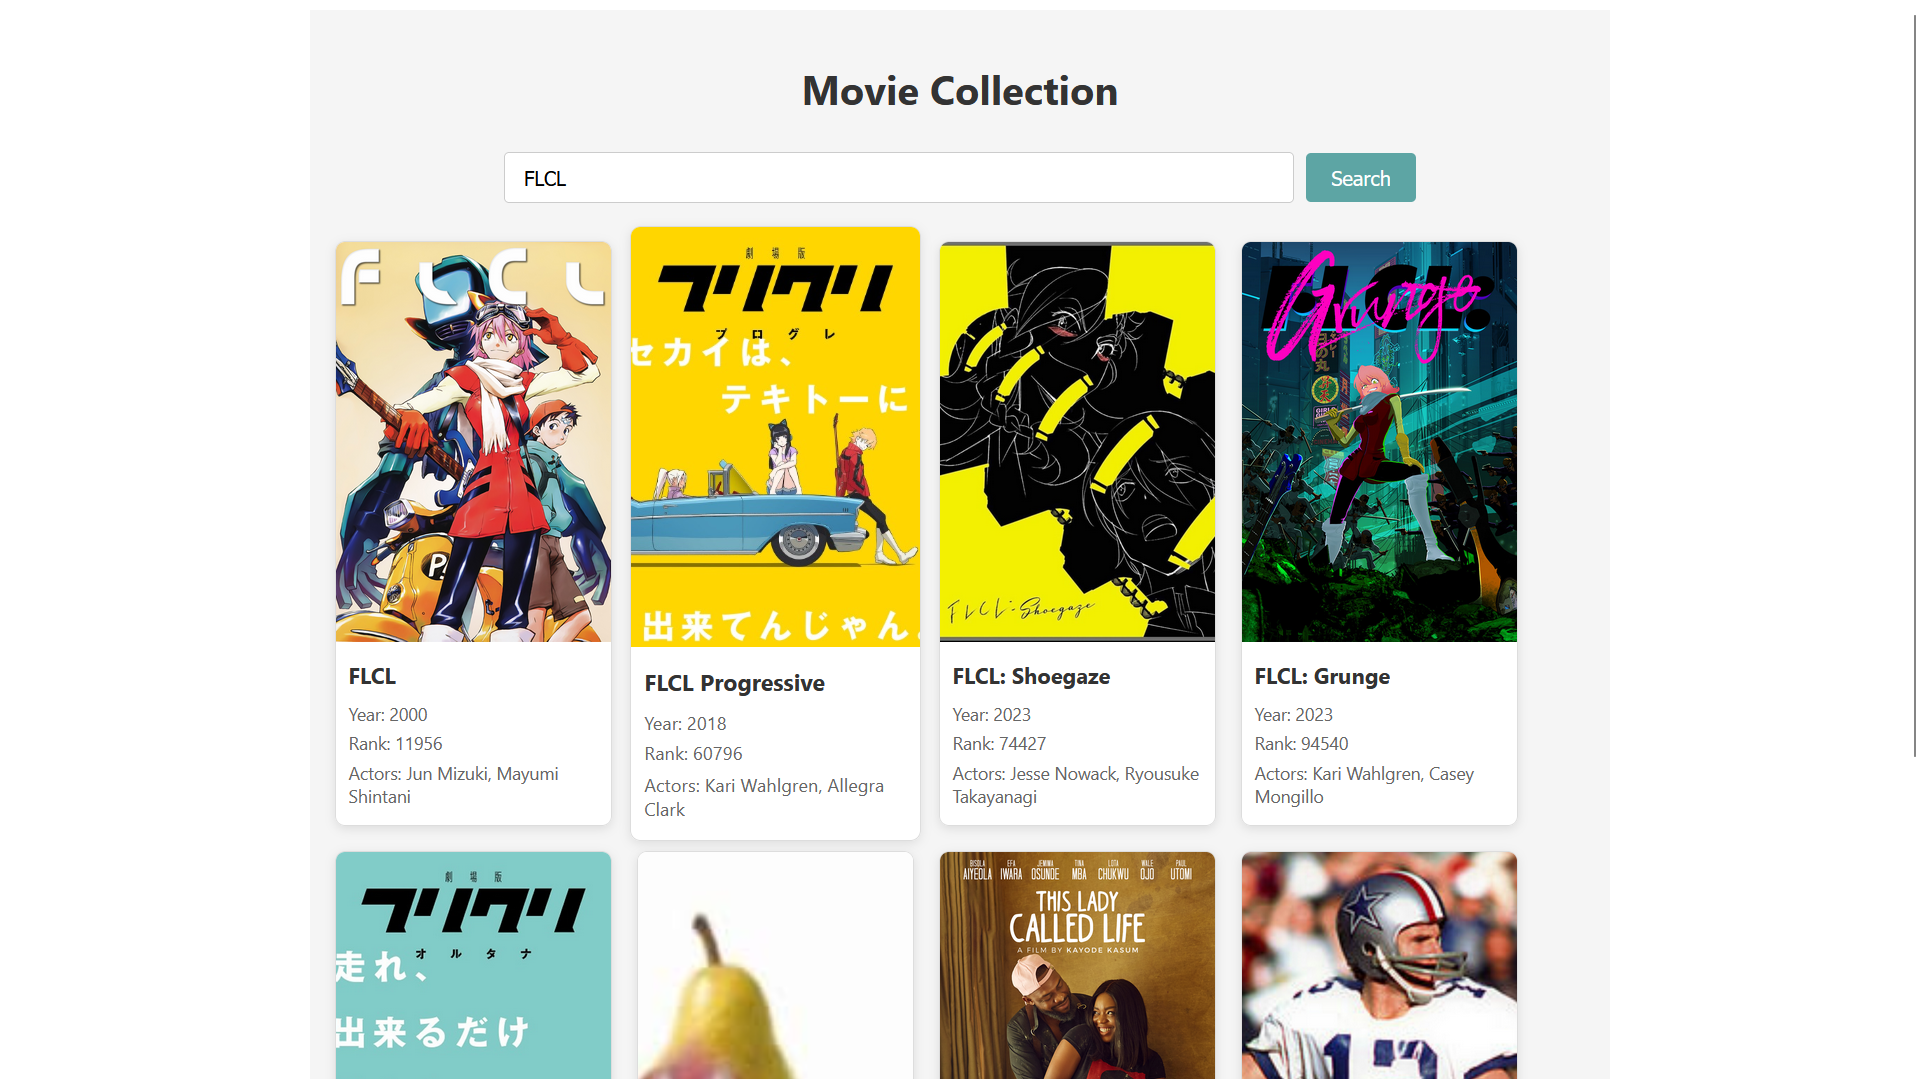 Movie Collection
FLCL
Search
FLCL
劇場版
フリクリ
プログレ
セカイは、
テキトーに
出来てんじゃん。
FLCL: Shoegaze
FLCL:
Grunge
FLCL
Year: 2000
Rank: 11956
Actors: Jun Mizuki, Mayumi
Shintani
FLCL Progressive
Year: 2018
Rank: 60796
Actors: Kari Wahlgren, Allegra
Clark
FLCL: Shoegaze
Year: 2023
Rank: 74427
Actors: Jesse Nowack, Ryousuke
Takayanagi
FLCL: Grunge
Year: 2023
Rank: 94540
Actors: Kari Wahlgren, Casey
Mongillo
劇場版
フリクリ
オルタナ
走れ、
出来るだけ
BISOLA AIYEOLA
EFA IWARA
JEMIMA OSUNDE
TINA MBA
LOTA CHUKWU
WALE OJO
PAUL UTOMI
THIS LADY
CALLED LIFE
A FILM BY KAYODE KASUM